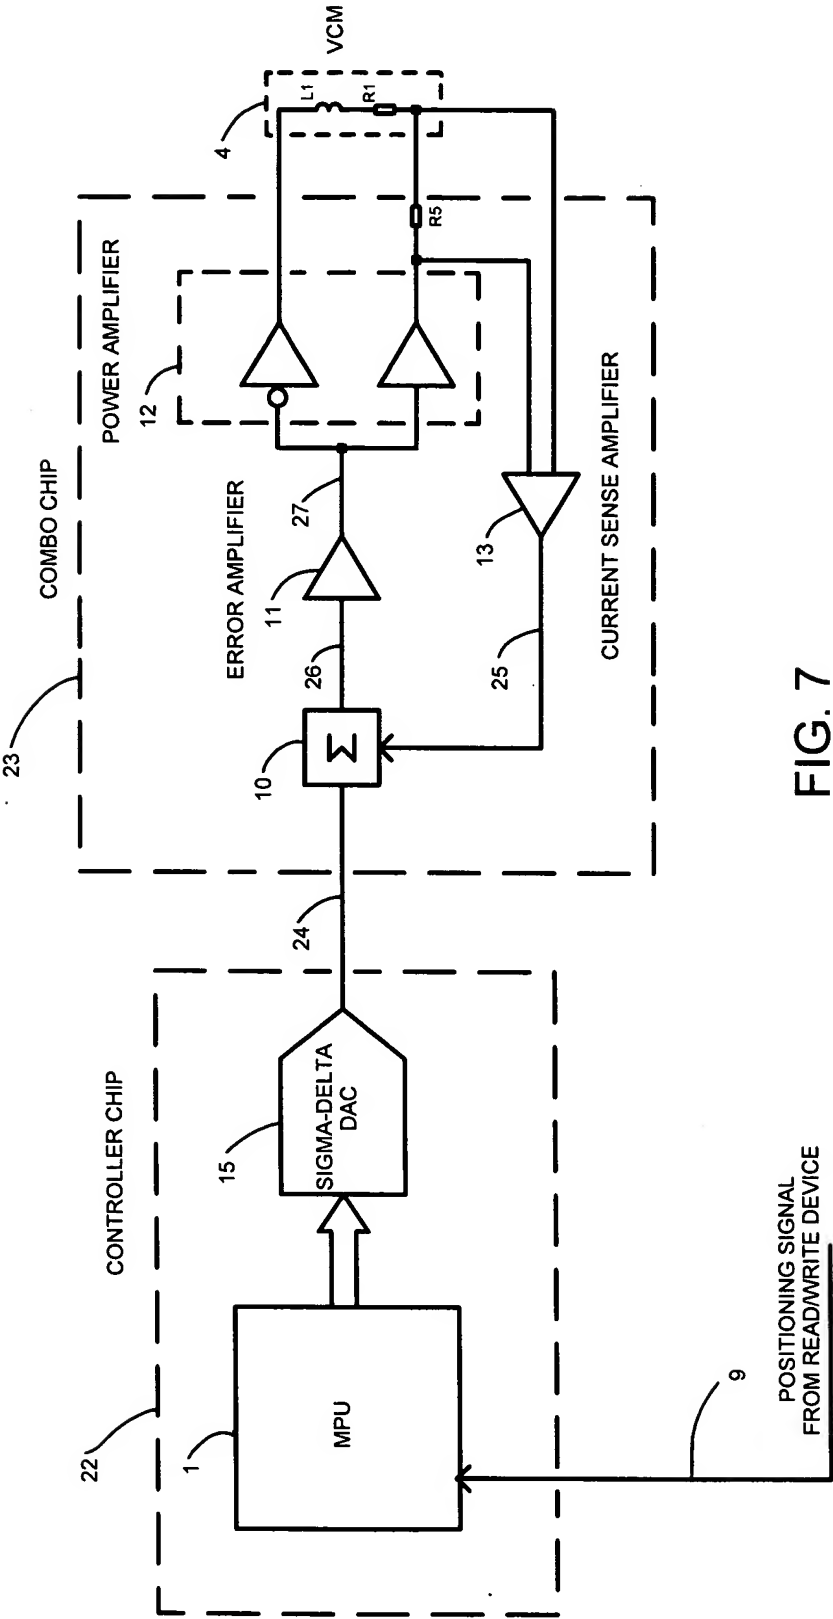 CONTROLLER CHIP
22
1
MPU
15
SIGMA-DELTA
DAC
9
POSITIONING SIGNAL
FROM READ/WRITE DEVICE
24
23
COMBO CHIP
10
Σ
26
ERROR AMPLIFIER
11
27
POWER AMPLIFIER
12
25
13
CURRENT SENSE AMPLIFIER
R5
4
VCM
L1
R1
FIG. 7